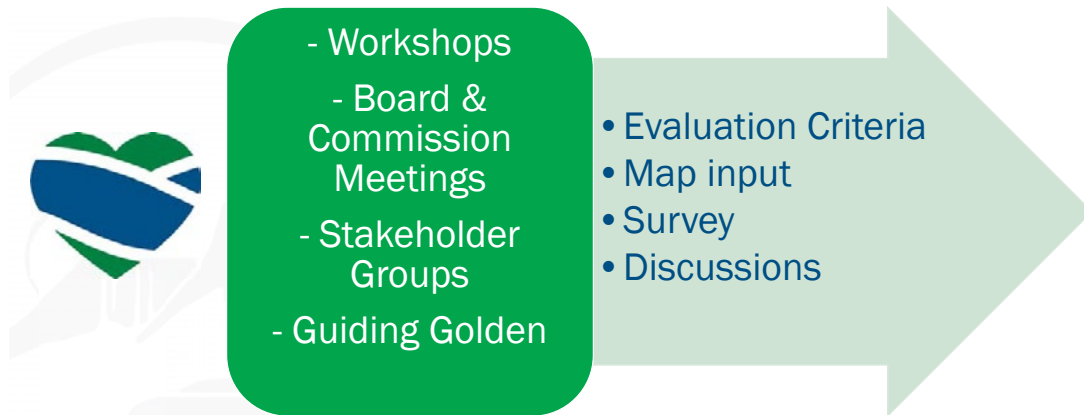 - Workshops
- Board &
Commission
Meetings
- Stakeholder
Groups
- Guiding Golden
• Evaluation Criteria
• Map input
• Survey
• Discussions